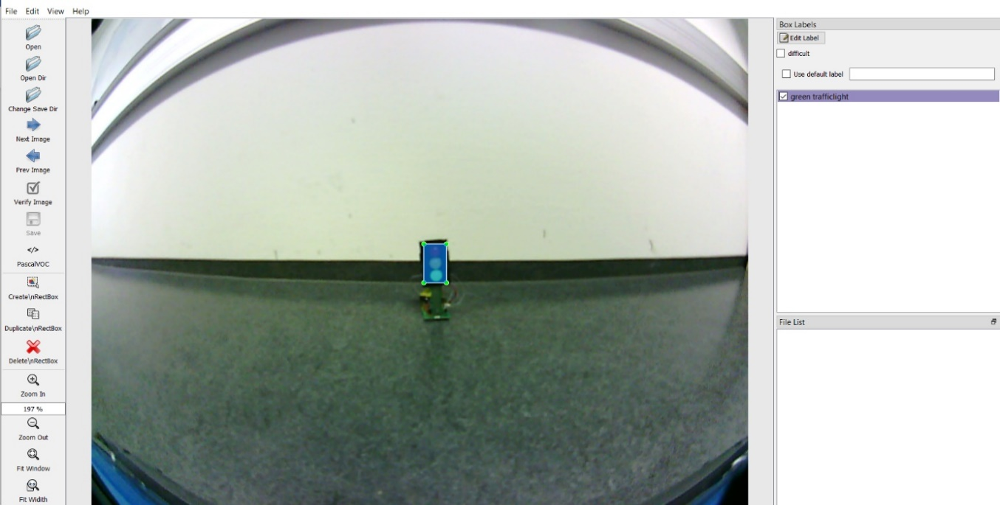 File Edit View Help
Open
Open Dir
Change Save Dir
Next Image
Prev Image
Verify Image
Save
</>
PascalVOC
Create\nRectBox
Duplicate\nRectBox
Delete\nRectBox
Zoom In
197 %
Zoom Out
Fit Window
Fit Width
Box Labels
Edit Label
difficult
Use default label
green trafficlight
File List